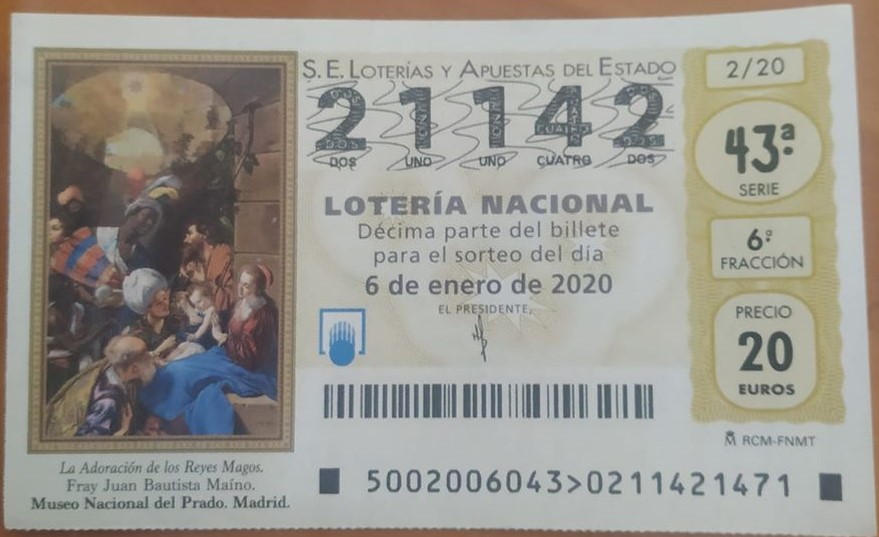 S.E. LOTERÍAS Y APUESTAS DEL ESTADO
21142
DOS UNO UNO CUATRO DOS
LOTERÍA NACIONAL
Décima parte del billete
para el sorteo del día
6 de enero de 2020
EL PRESIDENTE,
2/20
43ª
SERIE
6ª
FRACCIÓN
PRECIO
20
EUROS
RCM-FNMT
5002006043>0211421471
La Adoración de los Reyes Magos.
Fray Juan Bautista Maíno.
Museo Nacional del Prado. Madrid.